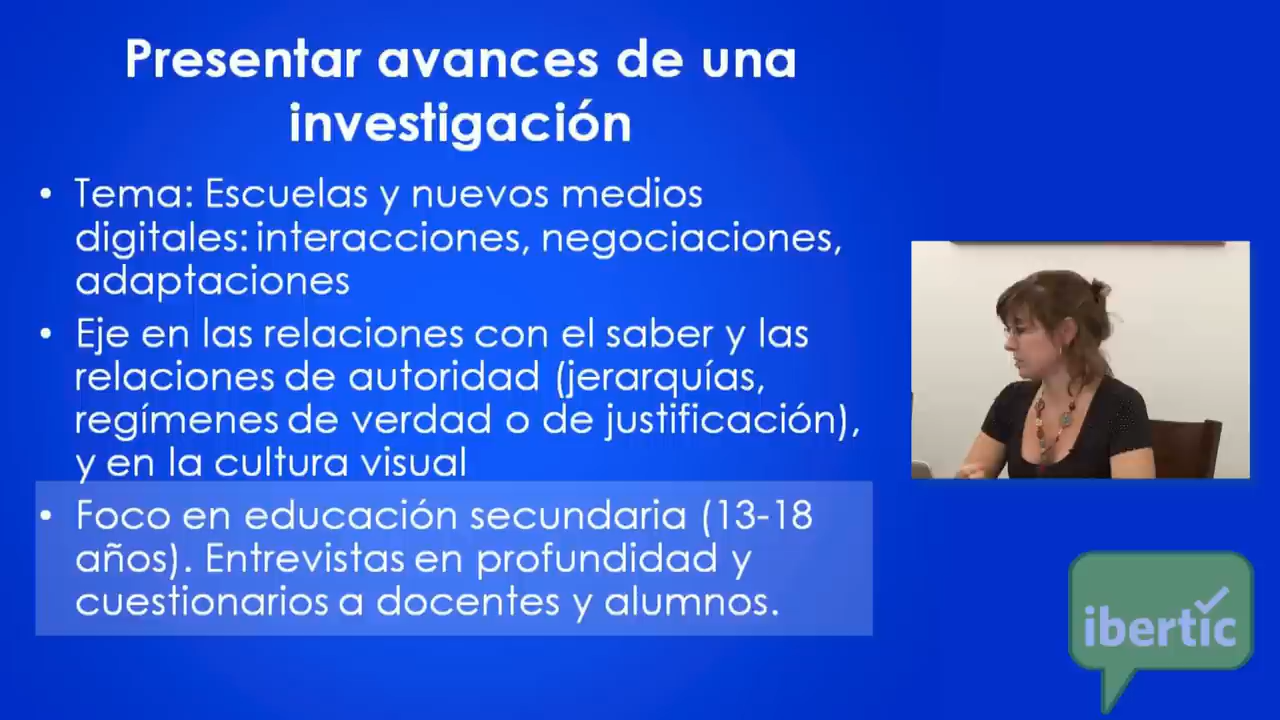 Presentar avances de una
investigación
• Tema: Escuelas y nuevos medios
digitales: interacciones, negociaciones,
adaptaciones
• Eje en las relaciones con el saber y las
relaciones de autoridad (jerarquías,
regímenes de verdad o de justificación),
y en la cultura visual
• Foco en educación secundaria (13-18
años). Entrevistas en profundidad y
cuestionarios a docentes y alumnos.
ibertic